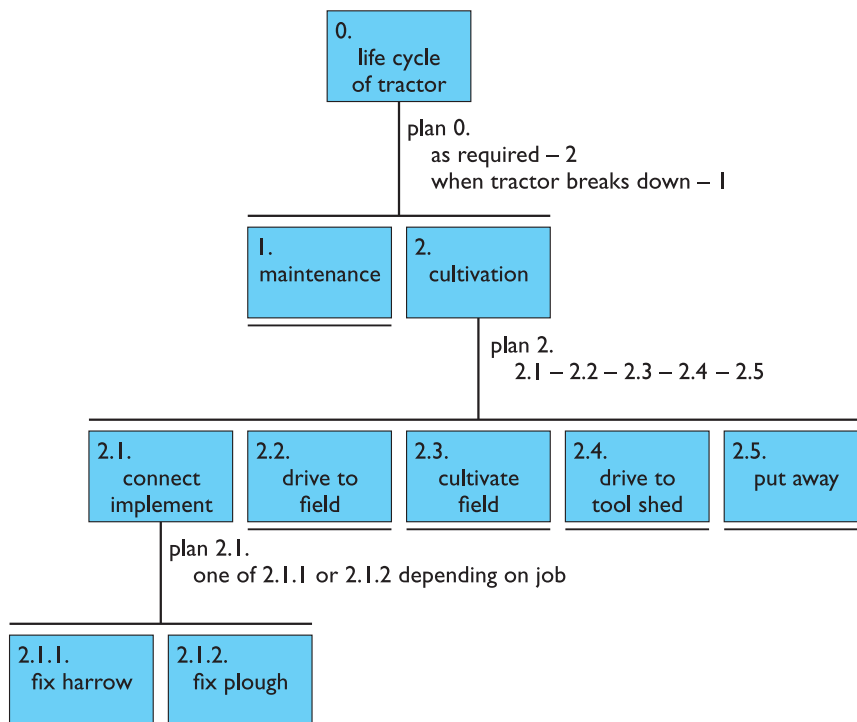 0.
life cycle
of tractor
plan 0.
as required – 2
when tractor breaks down – 1
1.
maintenance
2.
cultivation
plan 2.
2.1 – 2.2 – 2.3 – 2.4 – 2.5
2.1.
connect
implement
2.2.
drive to
field
2.3.
cultivate
field
2.4.
drive to
tool shed
2.5.
put away
plan 2.1.
one of 2.1.1 or 2.1.2 depending on job
2.1.1.
fix harrow
2.1.2.
fix plough